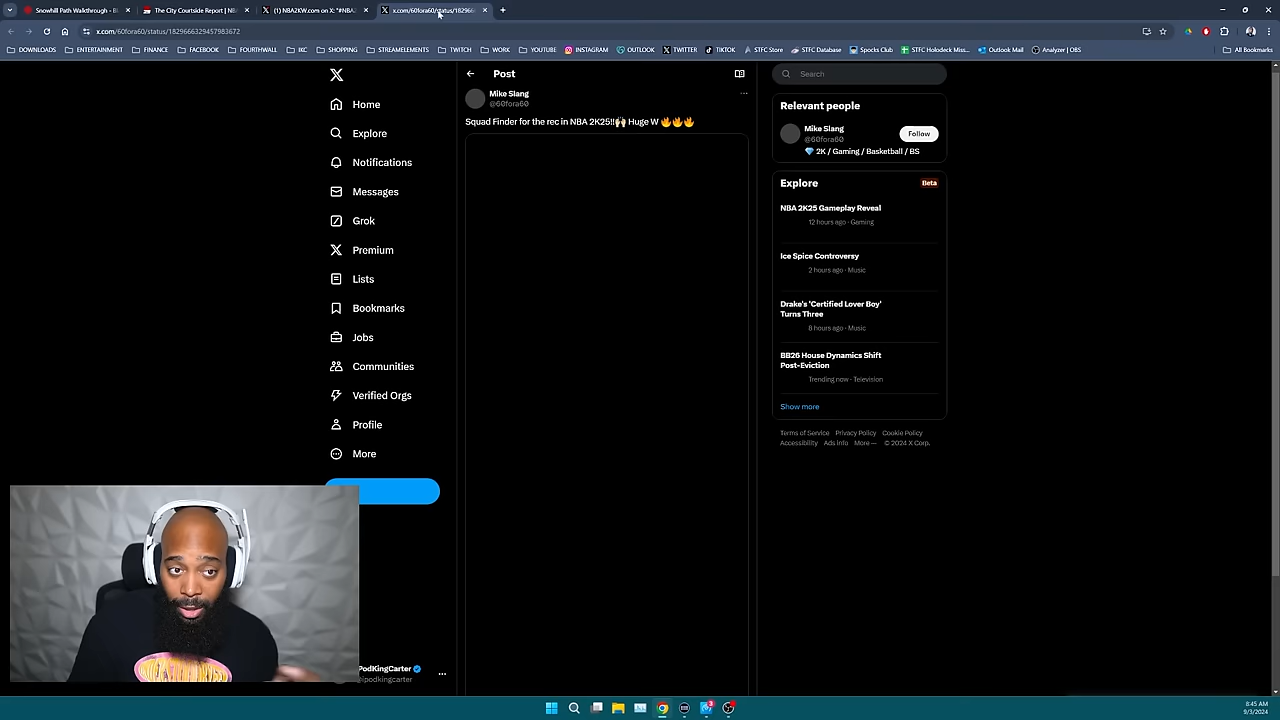 Snowhill Path Walkthrough - B
The City Courtside Report | NB
(1) NBA2KW.com on X: "#NBA2
x.com/60fora60/status/182966
x.com/60fora60/status/1829666329457983672
DOWNLOADS ENTERTAINMENT FINANCE FACEBOOK FOURTHWALL IKC SHOPPING STREAMELEMENTS TWITCH WORK YOUTUBE INSTAGRAM OUTLOOK TWITTER TIKTOK STFC Store STFC Database Spocks Club STFC Holodeck Miss... Outlook Mail Analyzer | OBS All Bookmarks
Home
Explore
Notifications
Messages
Grok
Premium
Lists
Bookmarks
Jobs
Communities
Verified Orgs
Profile
More
PodKingCarter
ipodkingcarter
Post
Mike Slang
@60fora60
Squad Finder for the rec in NBA 2K25!!🙌🏻 Huge W 🔥🔥🔥
Search
Relevant people
Mike Slang
@60fora60
Follow
💎 2K / Gaming / Basketball / BS
Explore
Beta
NBA 2K25 Gameplay Reveal
12 hours ago · Gaming
Ice Spice Controversy
2 hours ago · Music
Drake's 'Certified Lover Boy'
Turns Three
8 hours ago · Music
BB26 House Dynamics Shift
Post-Eviction
Trending now · Television
Show more
Terms of Service Privacy Policy Cookie Policy
Accessibility Ads info More — © 2024 X Corp.
8:45 AM
9/3/2024